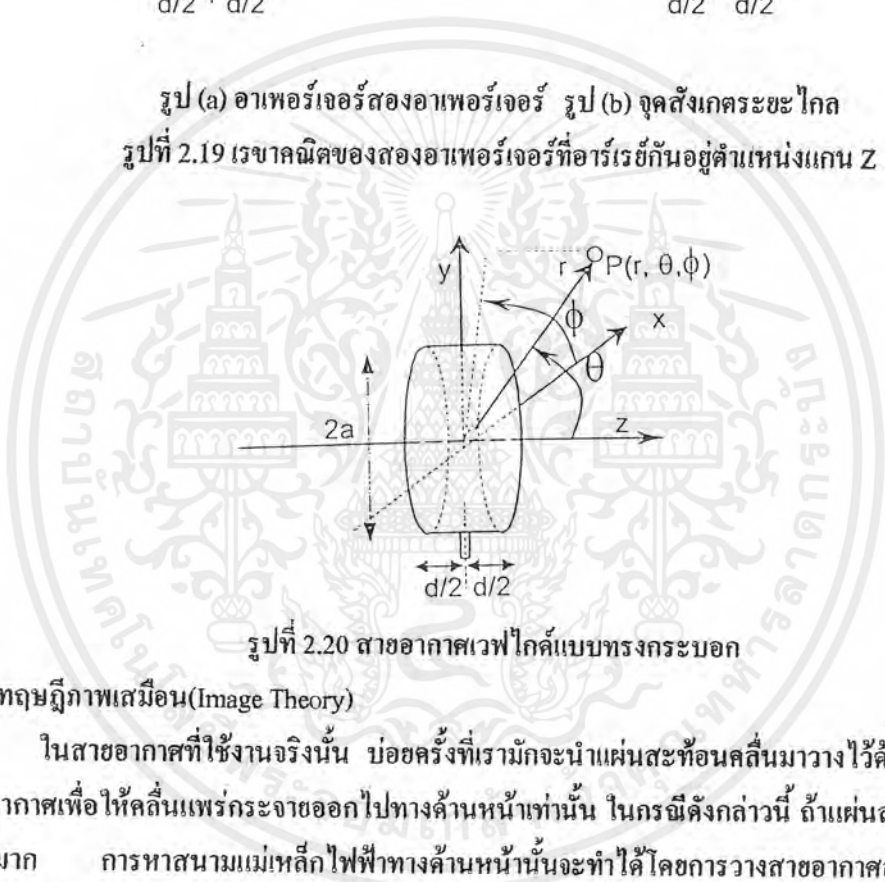 d/2 d/2 d/2 d/2
รูป (a) อาเพอร์เจอร์สองอาเพอร์เจอร์ รูป (b) จุดสังเกตระยะไกล
รูปที่ 2.19 เรขาคณิตของสองอาเพอร์เจอร์ที่อาร์เรย์กันอยู่ตำแหน่งแกน Z
y
r P(r, θ,ϕ)
ϕ
x
θ
2a
z
d/2 d/2
รูปที่ 2.20 สายอากาศเวฟไกค์แบบทรงกระบอก
ทฤษฎีภาพเสมือน(Image Theory)
ในสายอากาศที่ใช้งานจริงนั้น บ่อยครั้งที่เรามักจะนำแผ่นสะท้อนคลื่นมาวางไว้
อากาศเพื่อให้คลื่นแพร่กระจายออกไปทางด้านหน้าเท่านั้น ในกรณีดังกล่าวนี้ ถ้าแผ่น
มาก การหาสนามแม่เหล็กไฟฟ้าทางด้านหน้านั้นจะทำได้โดยการวางสายอากาศ